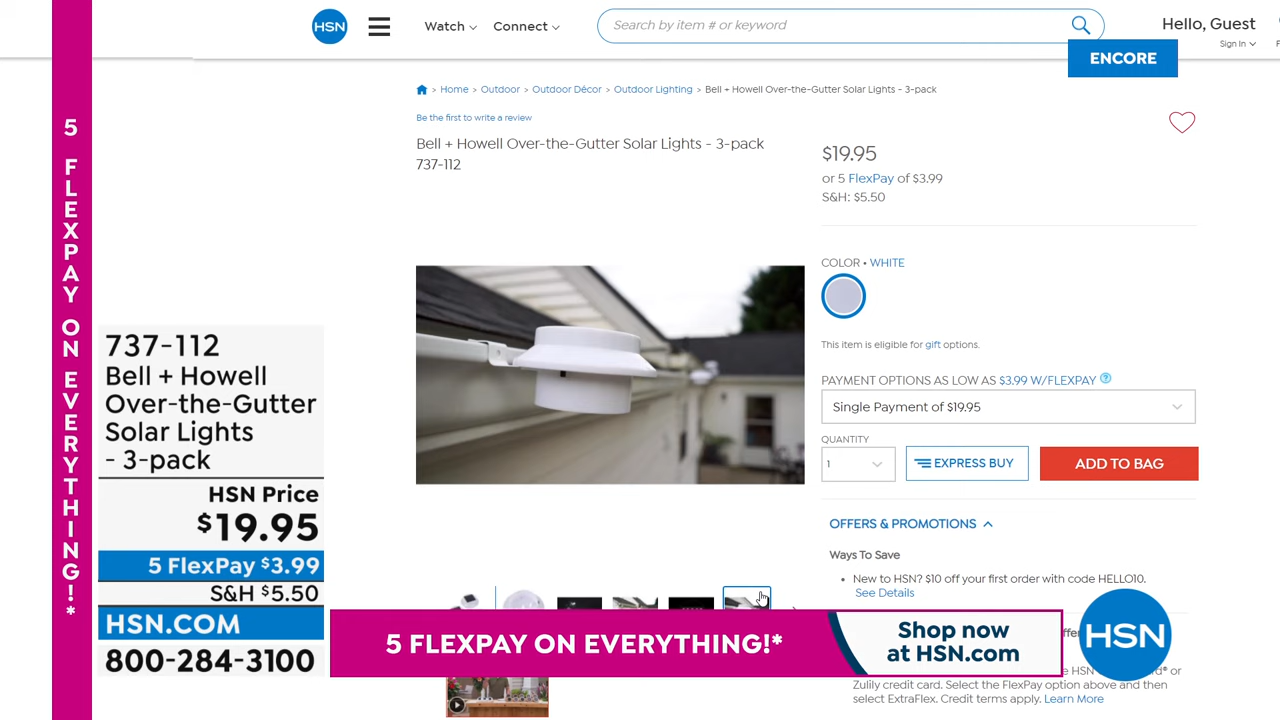 5 FLEXPAY ON EVERYTHING!*
HSN
Watch
Connect
Search by item # or keyword
Hello, Guest
Sign In
ENCORE
> Home > Outdoor > Outdoor Décor > Outdoor Lighting > Bell + Howell Over-the-Gutter Solar Lights - 3-pack
Be the first to write a review
Bell + Howell Over-the-Gutter Solar Lights - 3-pack
737-112
$19.95
or 5 FlexPay of $3.99
S&H: $5.50
COLOR • WHITE
This item is eligible for gift options.
PAYMENT OPTIONS AS LOW AS $3.99 W/FLEXPAY ?
Single Payment of $19.95
QUANTITY
1
EXPRESS BUY
ADD TO BAG
OFFERS & PROMOTIONS
Ways To Save
• New to HSN? $10 off your first order with code HELLO10.
See Details
HSN
or
Zulily credit card. Select the FlexPay option above and then
select ExtraFlex. Credit terms apply. Learn More
737-112
Bell + Howell
Over-the-Gutter
Solar Lights
- 3-pack
HSN Price
$19.95
5 FlexPay $3.99
S&H $5.50
HSN.COM
800-284-3100
5 FLEXPAY ON EVERYTHING!*
Shop now
at HSN.com
HSN